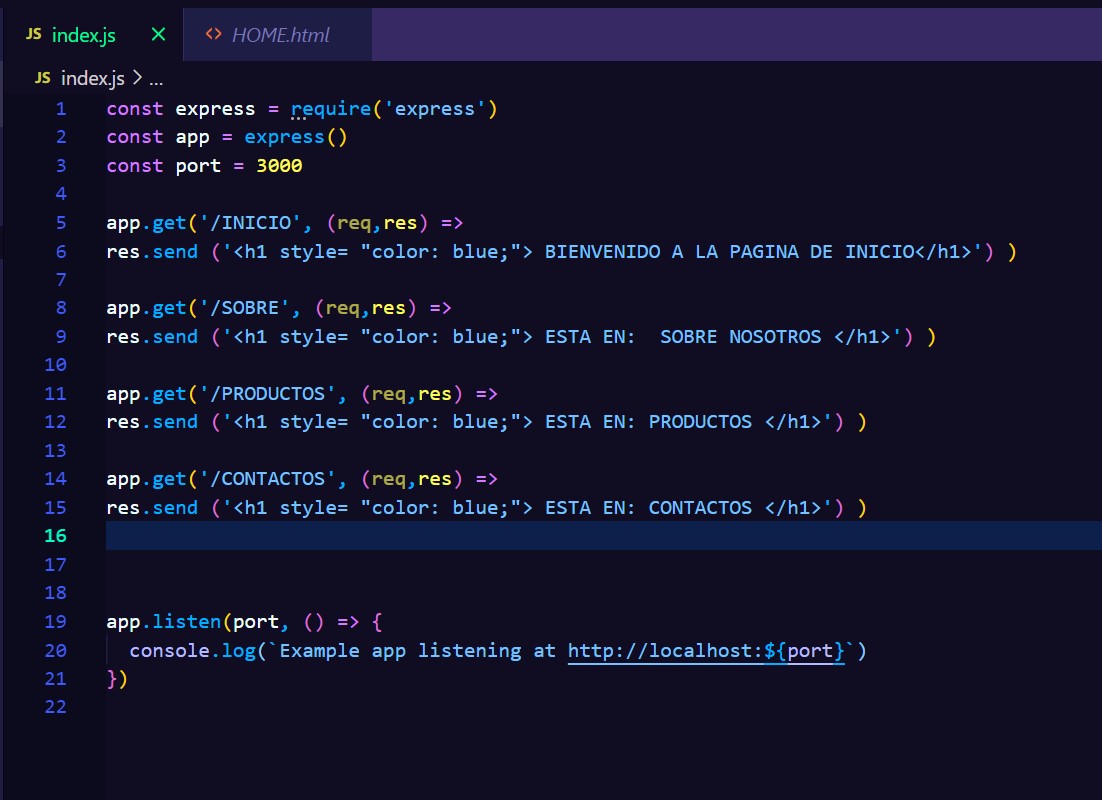 JS index.js × <> HOME.html
JS index.js > ...
1 const express = require('express')
2 const app = express()
3 const port = 3000
4
5 app.get('/INICIO', (req,res) =>
6 res.send ('<h1 style= "color: blue;"> BIENVENIDO A LA PAGINA DE INICIO</h1>') )
7
8 app.get('/SOBRE', (req,res) =>
9 res.send ('<h1 style= "color: blue;"> ESTA EN:  SOBRE NOSOTROS </h1>') )
10
11 app.get('/PRODUCTOS', (req,res) =>
12 res.send ('<h1 style= "color: blue;"> ESTA EN: PRODUCTOS </h1>') )
13
14 app.get('/CONTACTOS', (req,res) =>
15 res.send ('<h1 style= "color: blue;"> ESTA EN: CONTACTOS </h1>') )
16
17
18
19 app.listen(port, () => {
20   console.log(`Example app listening at http://localhost:${port}`)
21 })
22